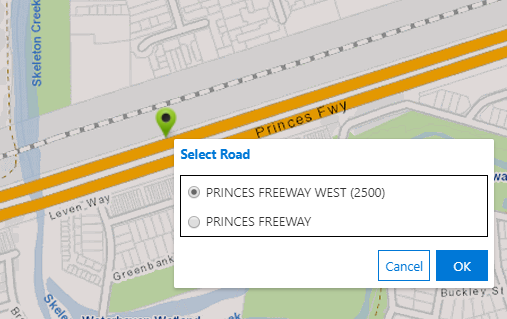 Skeleton Creek
Princes Fwy
Select Road
PRINCES FREEWAY WEST (2500)
PRINCES FREEWAY
Leven Way
Greenbank
Cancel
OK
Buckley St